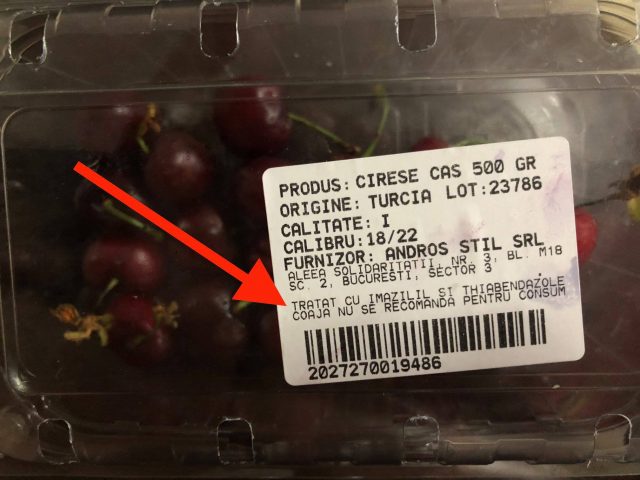 PRODUS: CIRESE CAS 500 GR
ORIGINE: TURCIA LOT:23786
CALITATE: I
CALIBRU:18/22
FURNIZOR: ANDROS STIL SRL
ALEEA SOLIDARITATII, NR. 3, BL. M18
SC. 2, BUCURESTI, SECTOR 3
TRATAT CU IMAZILIL SI THIABENDAZOLE
COAJA NU SE RECOMANDA PENTRU CONSUM
2027270019486